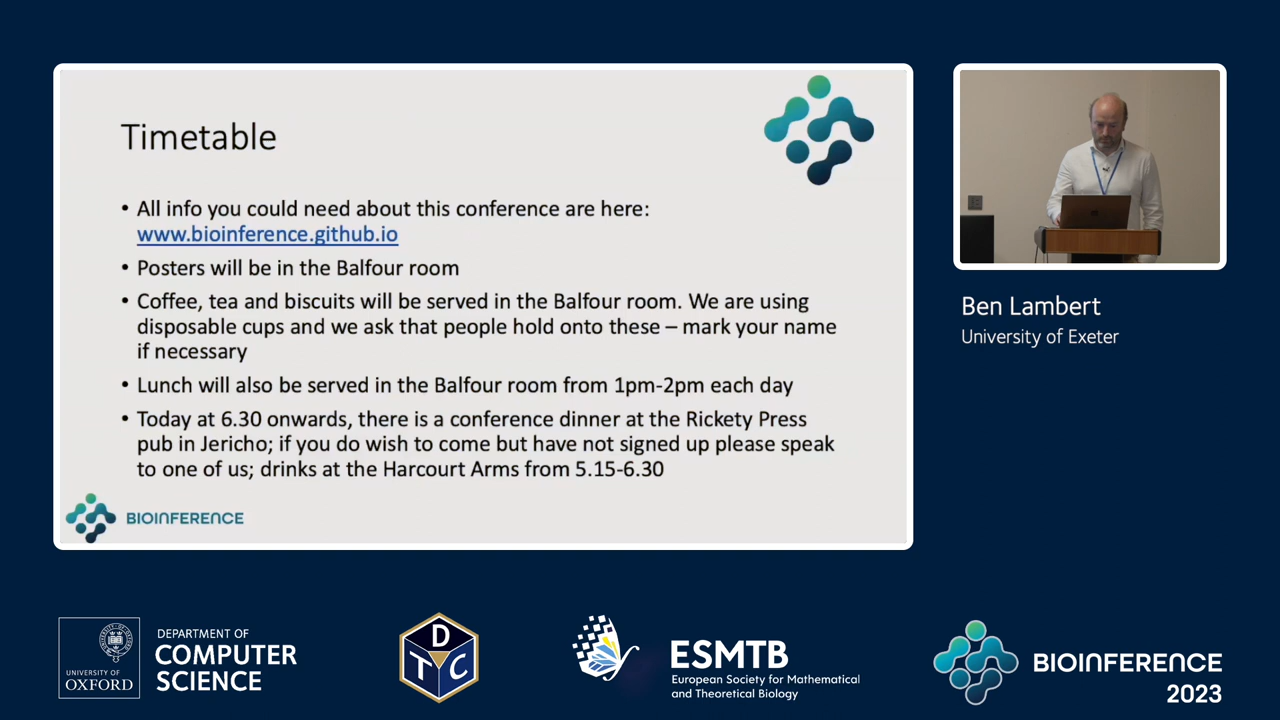 Timetable
• All info you could need about this conference are here:
www.bioinference.github.io
• Posters will be in the Balfour room
• Coffee, tea and biscuits will be served in the Balfour room. We are using
disposable cups and we ask that people hold onto these – mark your name
if necessary
• Lunch will also be served in the Balfour room from 1pm-2pm each day
• Today at 6.30 onwards, there is a conference dinner at the Rickety Press
pub in Jericho; if you do wish to come but have not signed up please speak
to one of us; drinks at the Harcourt Arms from 5.15-6.30
BIOINFERENCE
Ben Lambert
University of Exeter
UNIVERSITY OF
OXFORD
DEPARTMENT OF
COMPUTER
SCIENCE
D
T C
ESMTB
European Society for Mathematical
and Theoretical Biology
BIOINFERENCE
2023